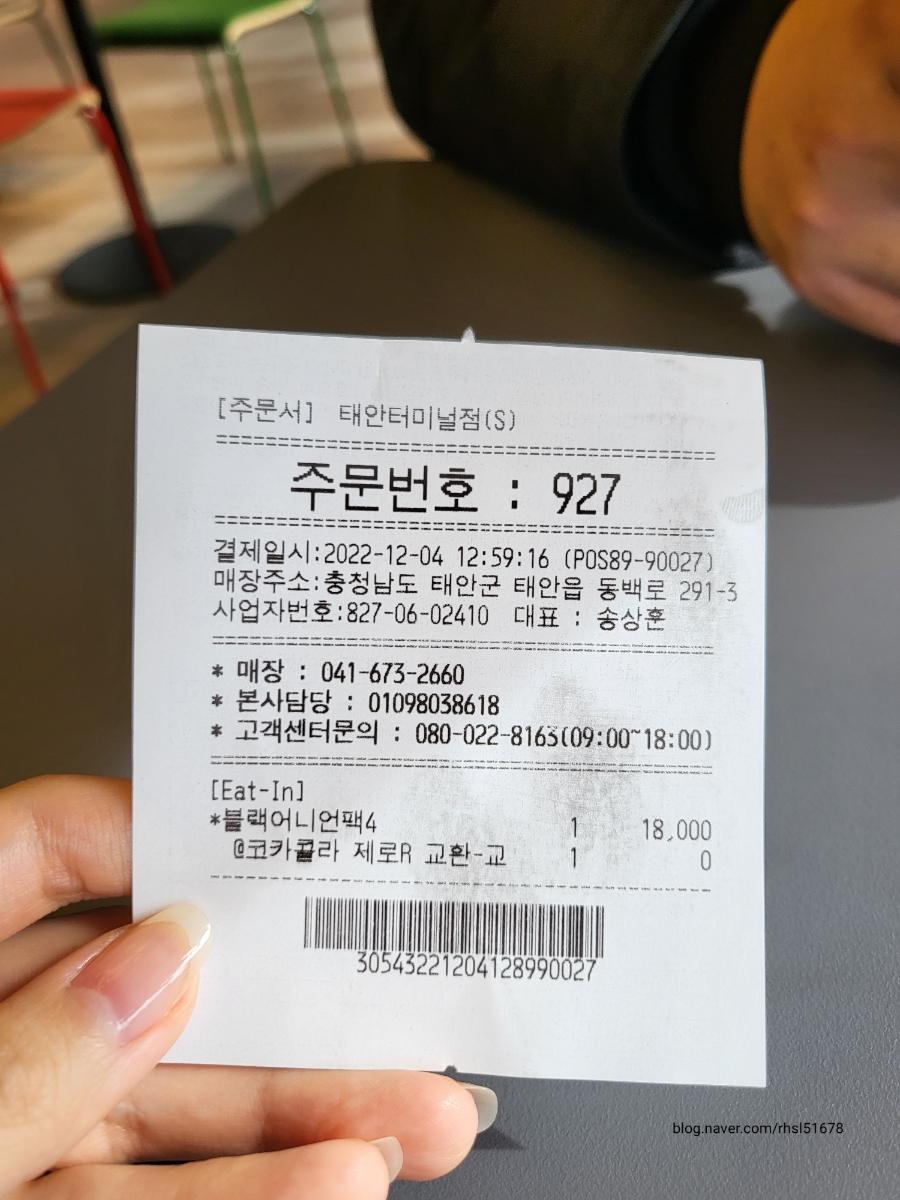 [주문서] 태안터미널점(S)
주문번호 : 927
결제일시:2022-12-04 12:59:16 (POS89-90027)
매장주소:충청남도 태안군 태안읍 동백로 291-3
사업자번호:827-06-02410 대표 : 송상훈
* 매장 : 041-673-2660
* 본사담당 : 01098038618
* 고객센터문의 : 080-022-8163(09:00~18:00)
[Eat-In]
*블랙어니언팩4 1 18,000
@코카콜라 제로R 교환-교 1 0
30543221204128990027
blog.naver.com/rhsl51678